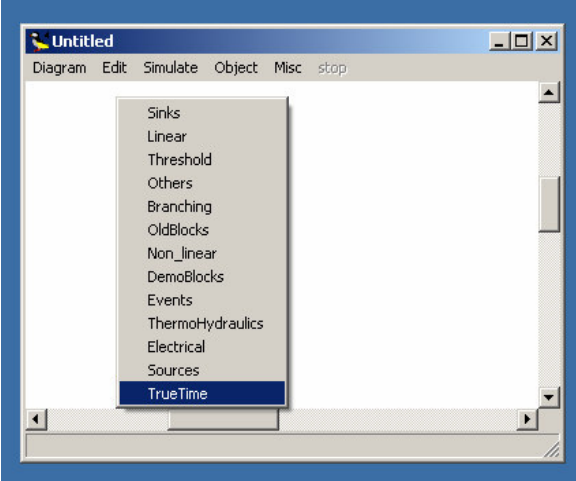 Untitled
Diagram Edit Simulate Object Misc stop
Sinks
Linear
Threshold
Others
Branching
OldBlocks
Non_linear
DemoBlocks
Events
ThermoHydraulics
Electrical
Sources
TrueTime